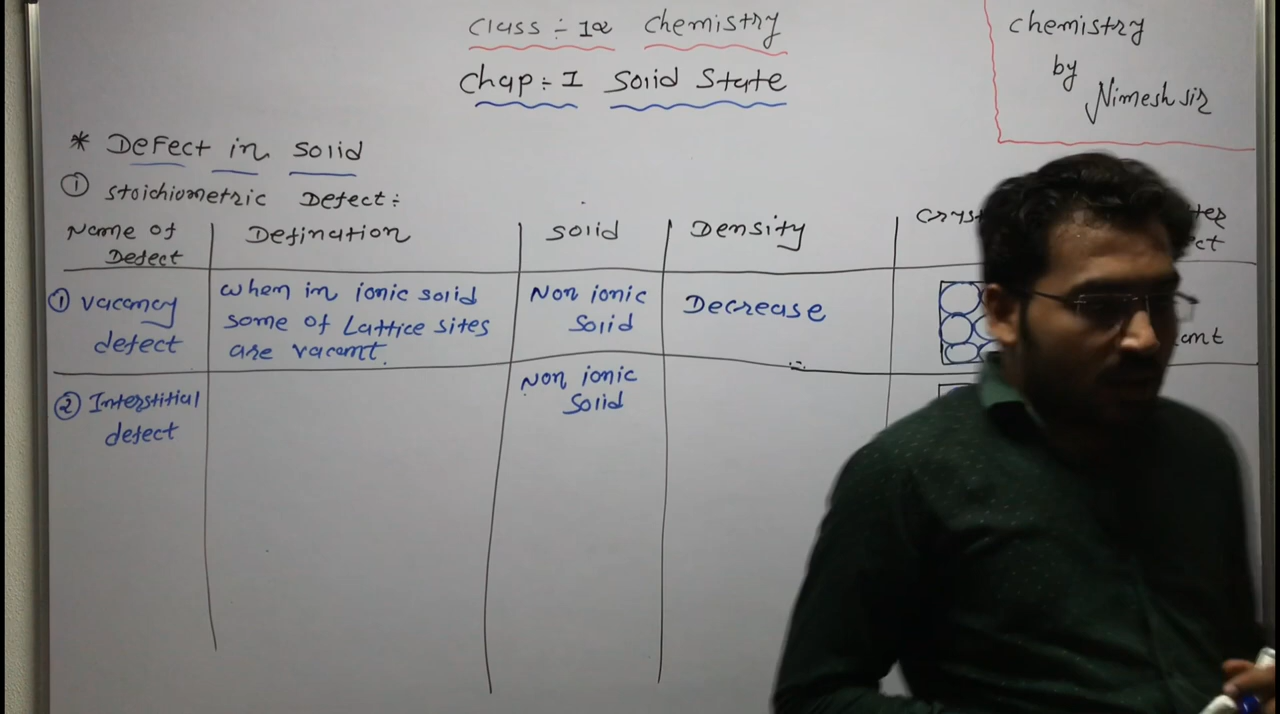 Class :- 12 Chemistry
Chap :- 1 Solid State
Chemistry
by
Nimesh sir
* Defect in solid
① Stoichiometric Defect :
Name of Defect
Defination
Solid
Density
① Vacancy defect
When in ionic solid
some of Lattice sites
are vacant.
Non ionic
Solid
Decrease
② Interstitial
defect
Non ionic
Solid